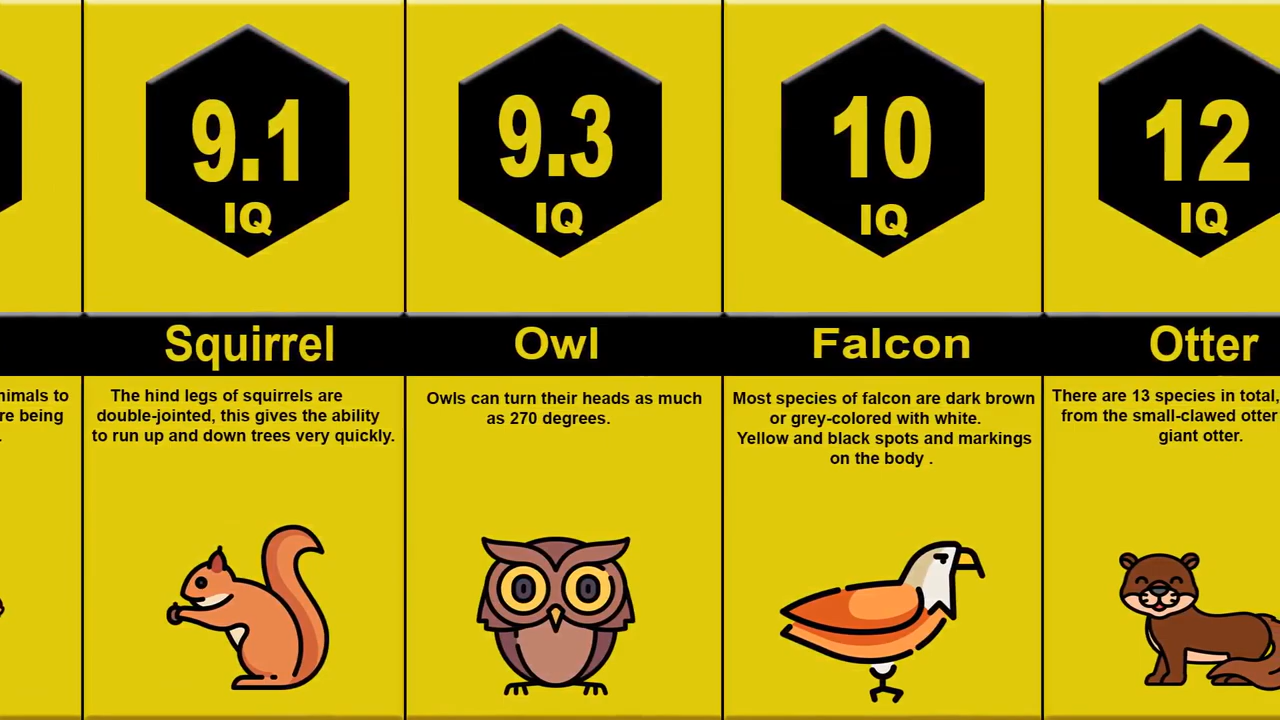 9.1
IQ
9.3
IQ
10
IQ
12
IQ
Squirrel
Owl
Falcon
Otter
nimals to
re being
.
The hind legs of squirrels are
double-jointed, this gives the ability
to run up and down trees very quickly.
Owls can turn their heads as much
as 270 degrees.
Most species of falcon are dark brown
or grey-colored with white.
Yellow and black spots and markings
on the body .
There are 13 species in total,
from the small-clawed otter
giant otter.